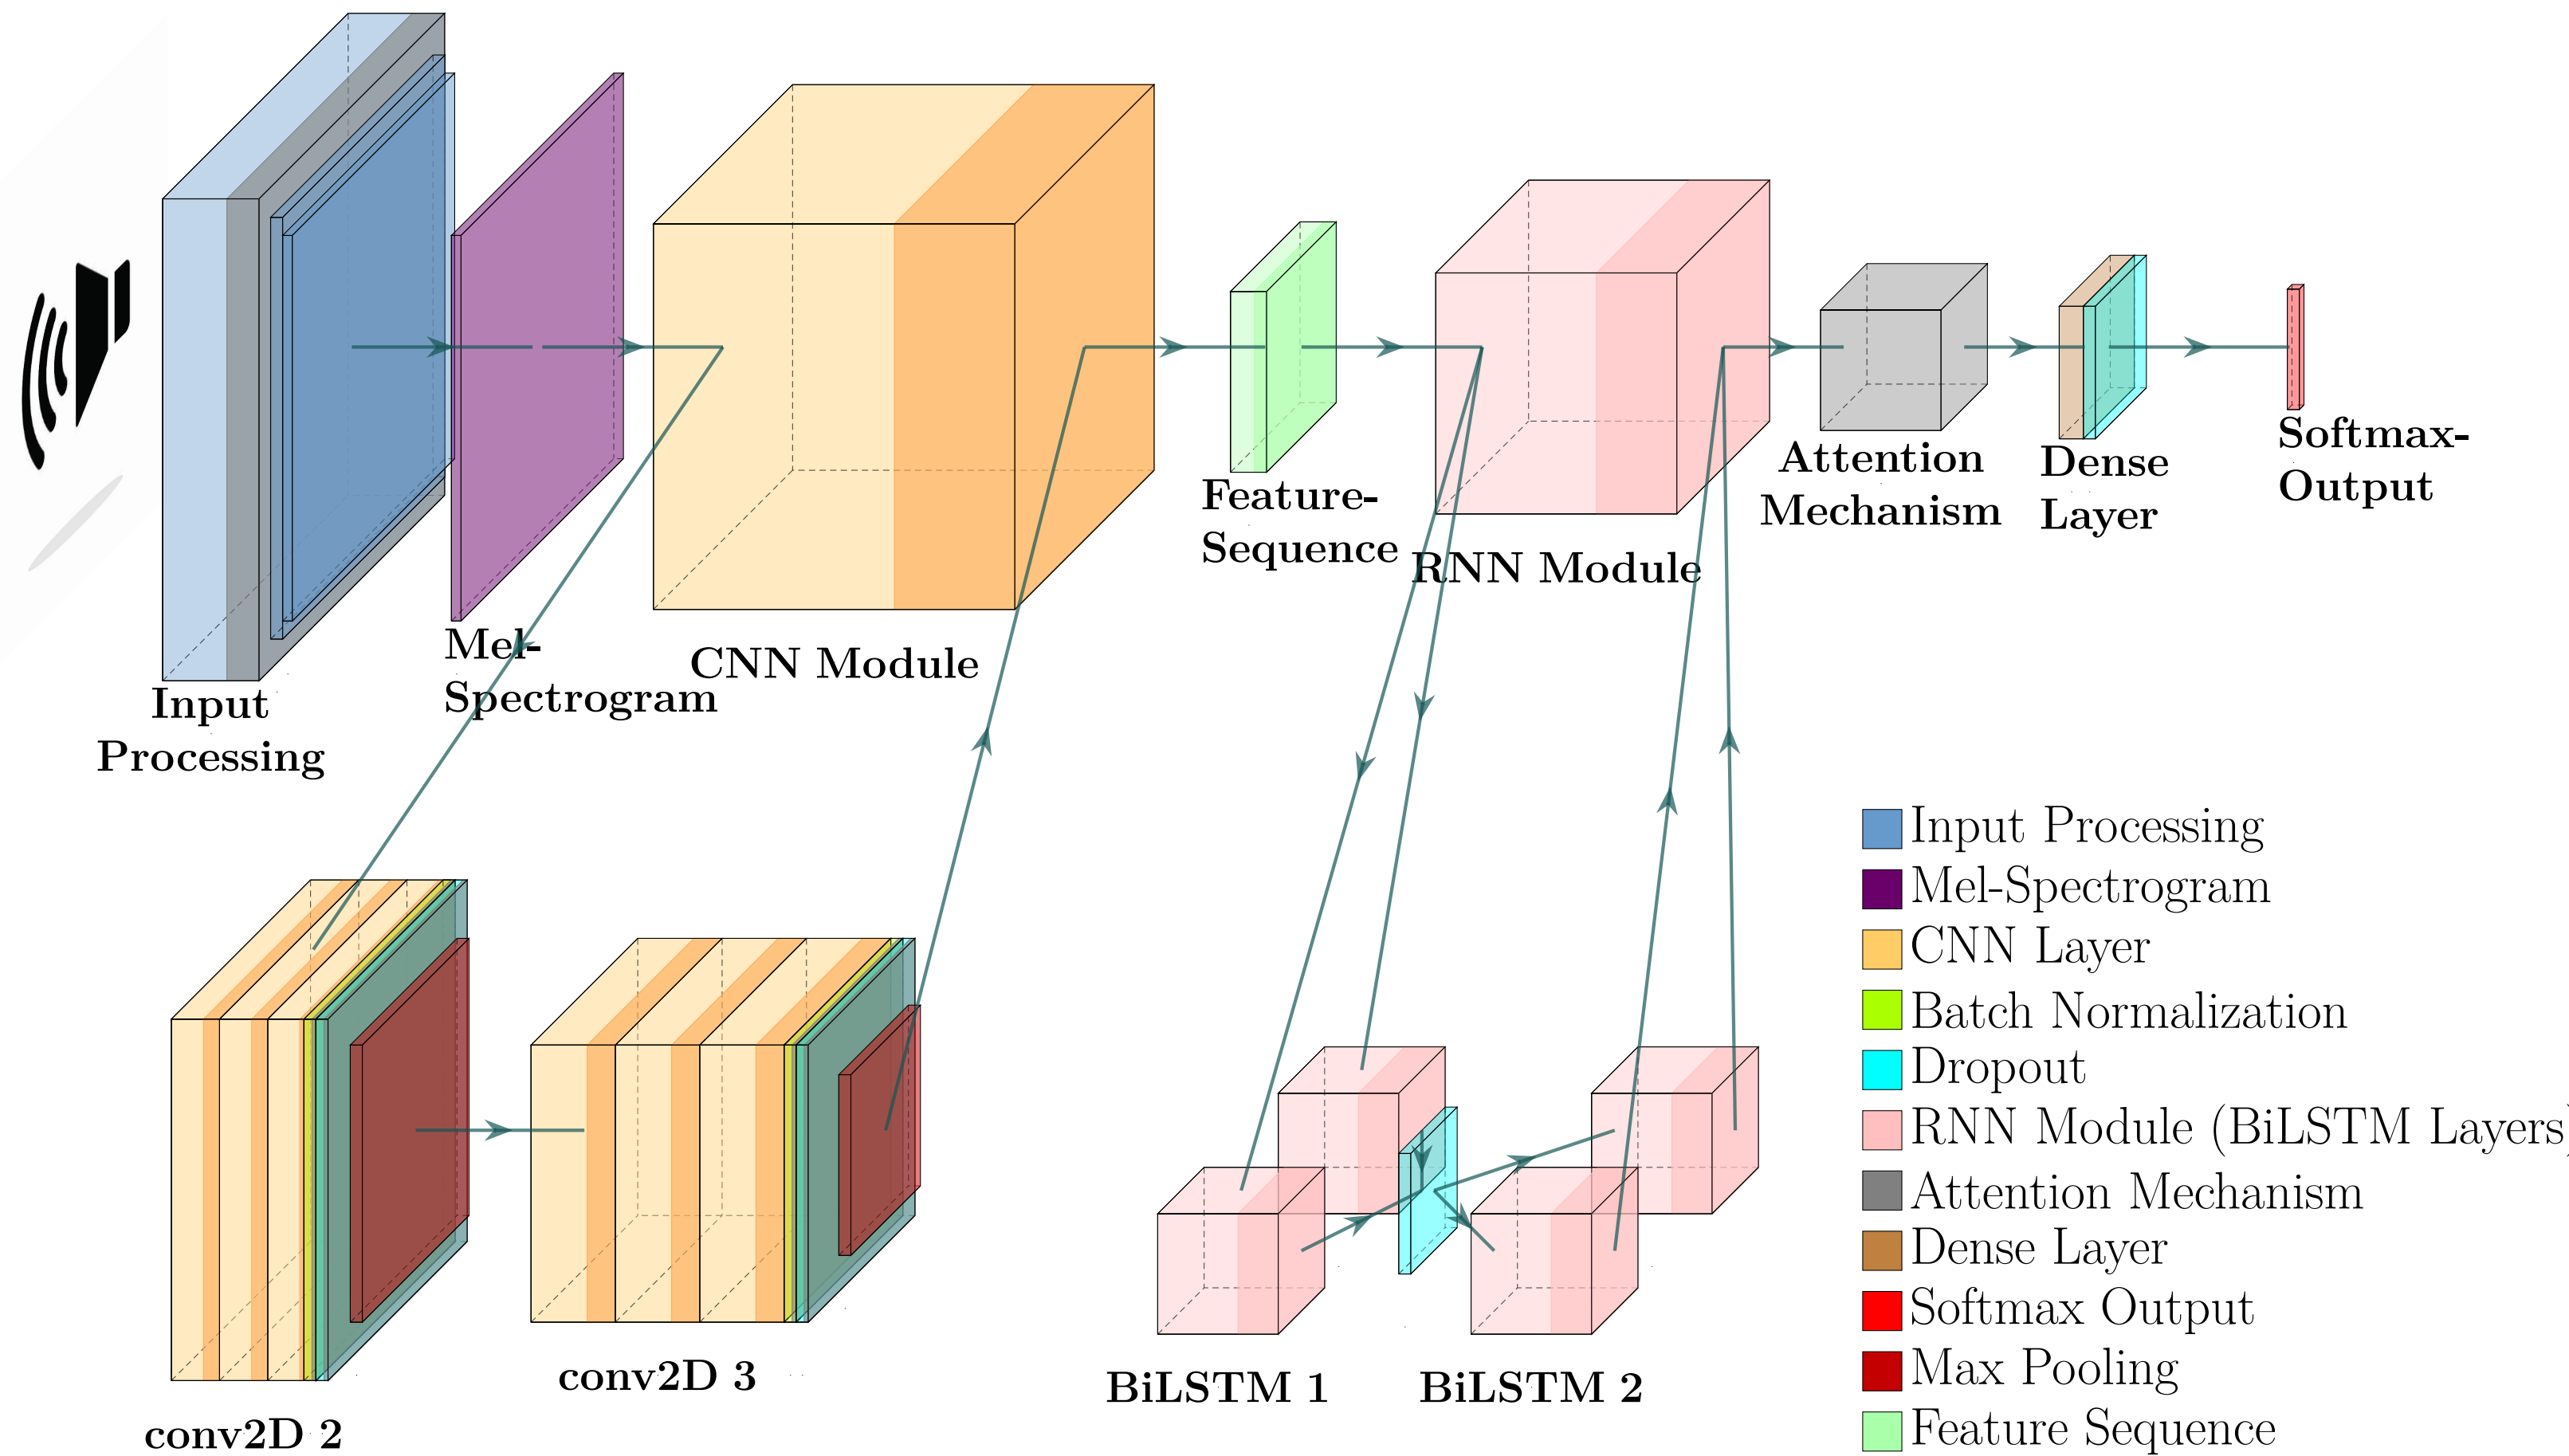 Input
Processing
Mel-
Spectrogram
CNN Module
Feature-
Sequence
RNN Module
Attention
Mechanism
Dense
Layer
Softmax-
Output
conv2D 2
conv2D 3
BiLSTM 1
BiLSTM 2
Input Processing
Mel-Spectrogram
CNN Layer
Batch Normalization
Dropout
RNN Module (BiLSTM Layers)
Attention Mechanism
Dense Layer
Softmax Output
Max Pooling
Feature Sequence